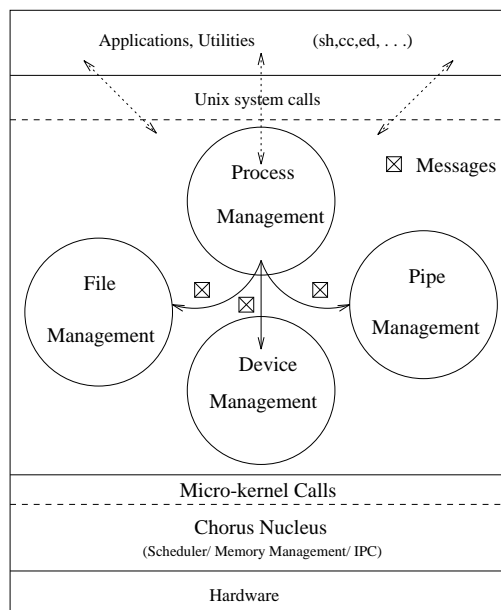 Applications, Utilities (sh,cc,ed, . . .)
Unix system calls
Process
Management
Messages
File
Management
Pipe
Management
Device
Management
Micro-kernel Calls
Chorus Nucleus
(Scheduler/ Memory Management/ IPC)
Hardware